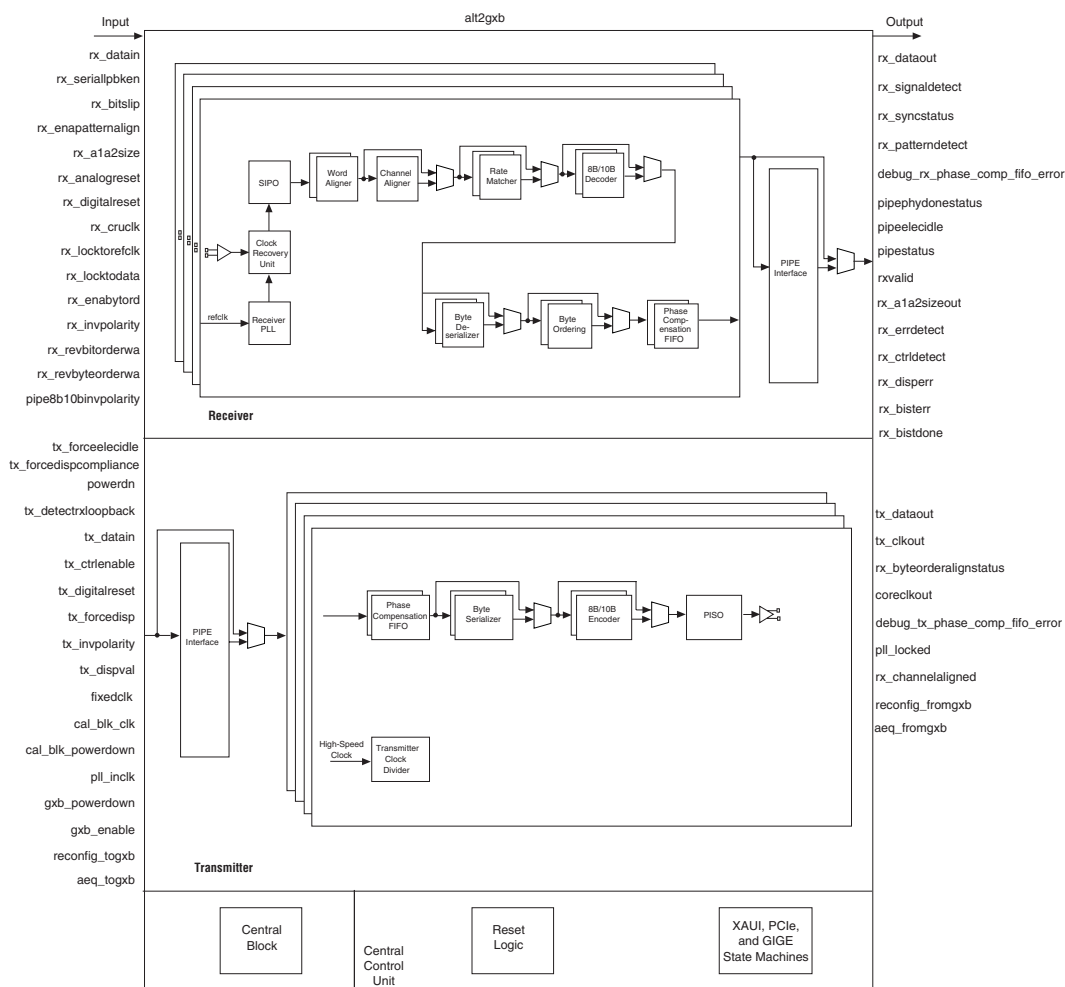 alt2gxb
Input
Output
rx_datain
rx_seriallpbken
rx_bitslip
rx_enapatternalign
rx_a1a2size
rx_analogreset
rx_digitalreset
rx_cruclk
rx_locktorefclk
rx_locktodata
rx_enabytord
rx_invpolarity
rx_revbitorderwa
rx_revbyteorderwa
pipe8b10binvpolarity
SIPO
Word
Aligner
Channel
Aligner
Rate
Matcher
8B/10B
Decoder
Clock
Recovery
Unit
refclk
Receiver
PLL
Byte
De-
serializer
Byte
Ordering
Phase
Comp-
ensation
FIFO
PIPE
Interface
Receiver
rx_dataout
rx_signaldetect
rx_syncstatus
rx_patterndetect
debug_rx_phase_comp_fifo_error
pipephydonestatus
pipeelecidle
pipestatus
rxvalid
rx_a1a2sizeout
rx_errdetect
rx_ctrldetect
rx_disperr
rx_bisterr
rx_bistdone
tx_forceelecidle
tx_forcedispcompliance
powerdn
tx_detectrxloopback
tx_datain
tx_ctrlenable
tx_digitalreset
tx_forcedisp
tx_invpolarity
tx_dispval
fixedclk
cal_blk_clk
cal_blk_powerdown
pll_inclk
gxb_powerdown
gxb_enable
reconfig_togxb
aeq_togxb
PIPE
Interface
Phase
Compensation
FIFO
Byte
Serializer
8B/10B
Encoder
PISO
High-Speed
Clock
Transmitter
Clock
Divider
Transmitter
tx_dataout
tx_clkout
rx_byteorderalignstatus
coreclkout
debug_tx_phase_comp_fifo_error
pll_locked
rx_channelaligned
reconfig_fromgxb
aeq_fromgxb
Central
Block
Central
Control
Unit
Reset
Logic
XAUI, PCIe,
and GIGE
State Machines